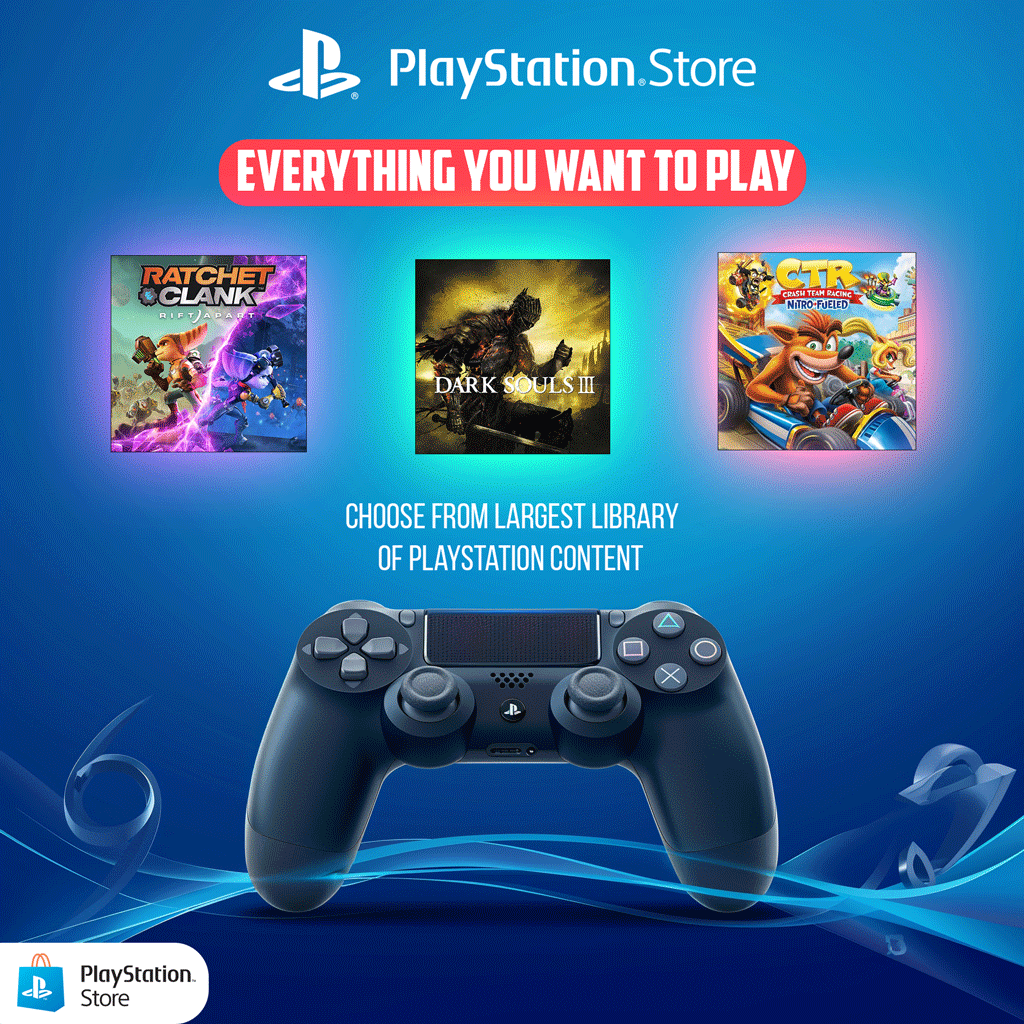 PlayStation®Store
EVERYTHING YOU WANT TO PLAY
RATCHET
CLANK
RIFT APART
DARK SOULS III
CTR
CRASH TEAM RACING
NITRO-FUELED
CHOOSE FROM LARGEST LIBRARY
OF PLAYSTATION CONTENT
PlayStation
Store